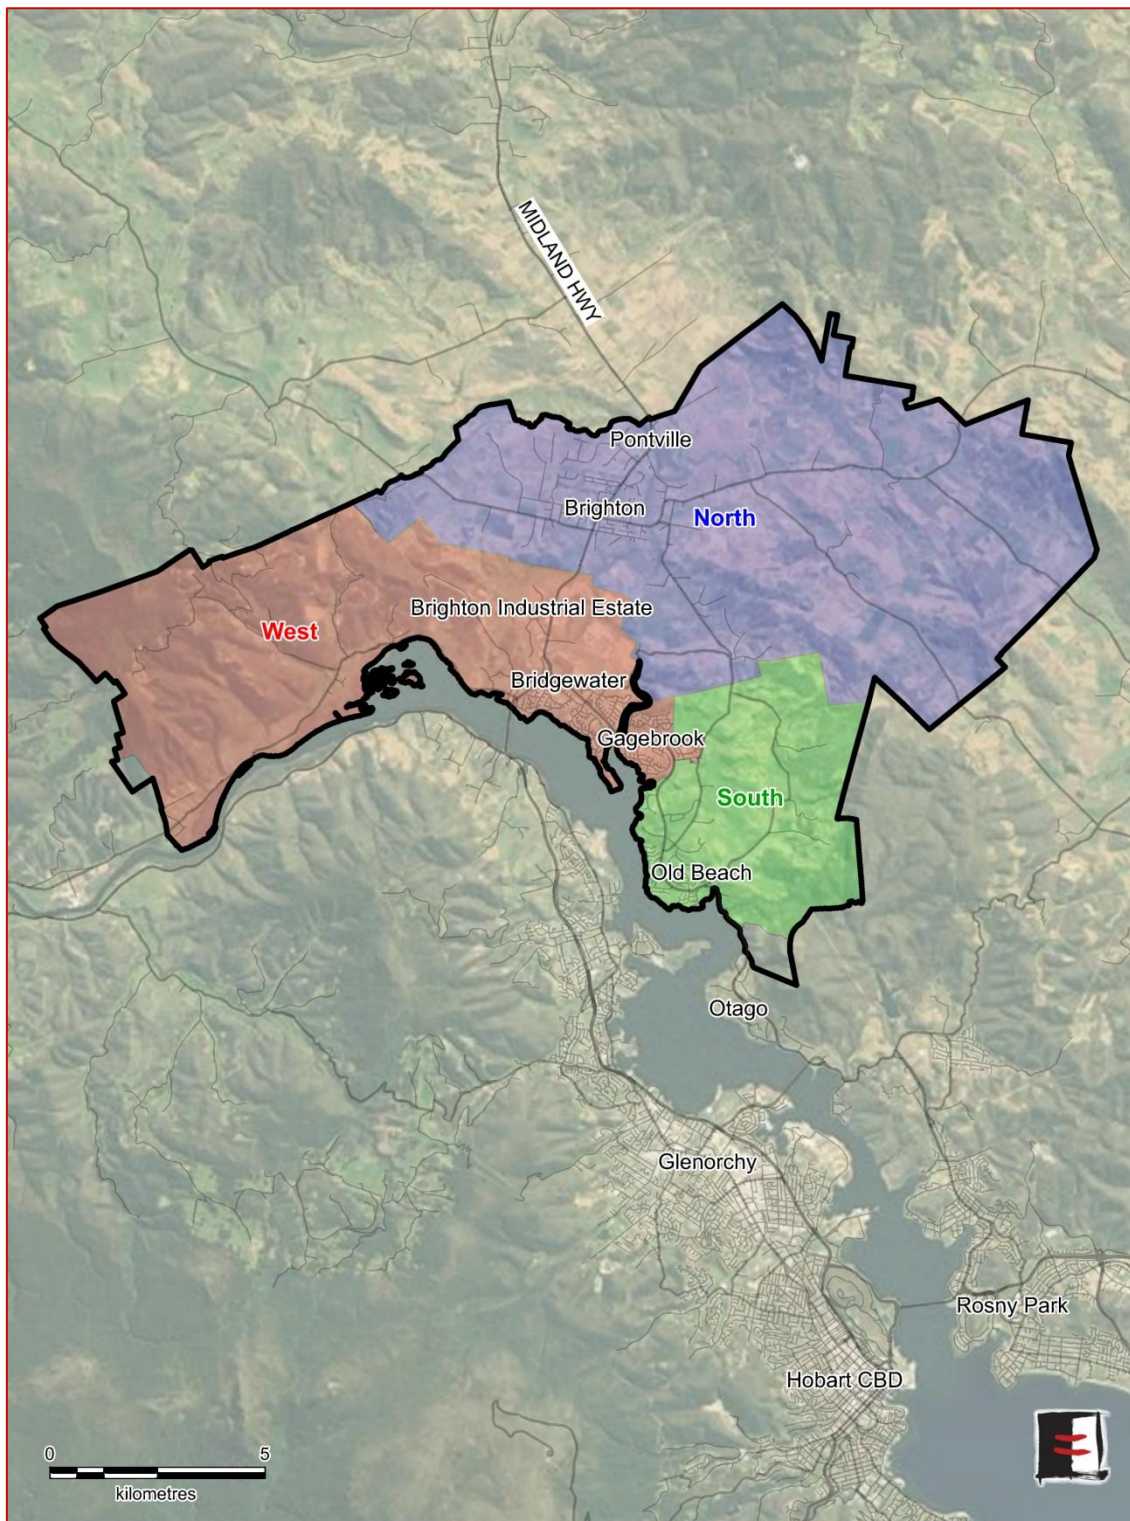 MIDLAND HWY
Pontville
Brighton
North
Brighton Industrial Estate
West
Bridgewater
Gagebrook
South
Old Beach
Otago
Glenorchy
Rosny Park
Hobart CBD
0 5
kilometres